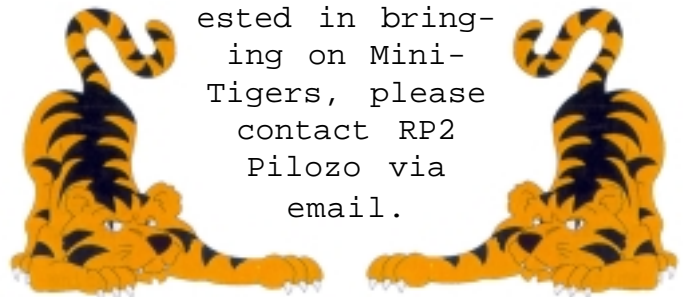 ested in bring-
ing on Mini-
Tigers, please
contact RP2
Pilozo via
email.